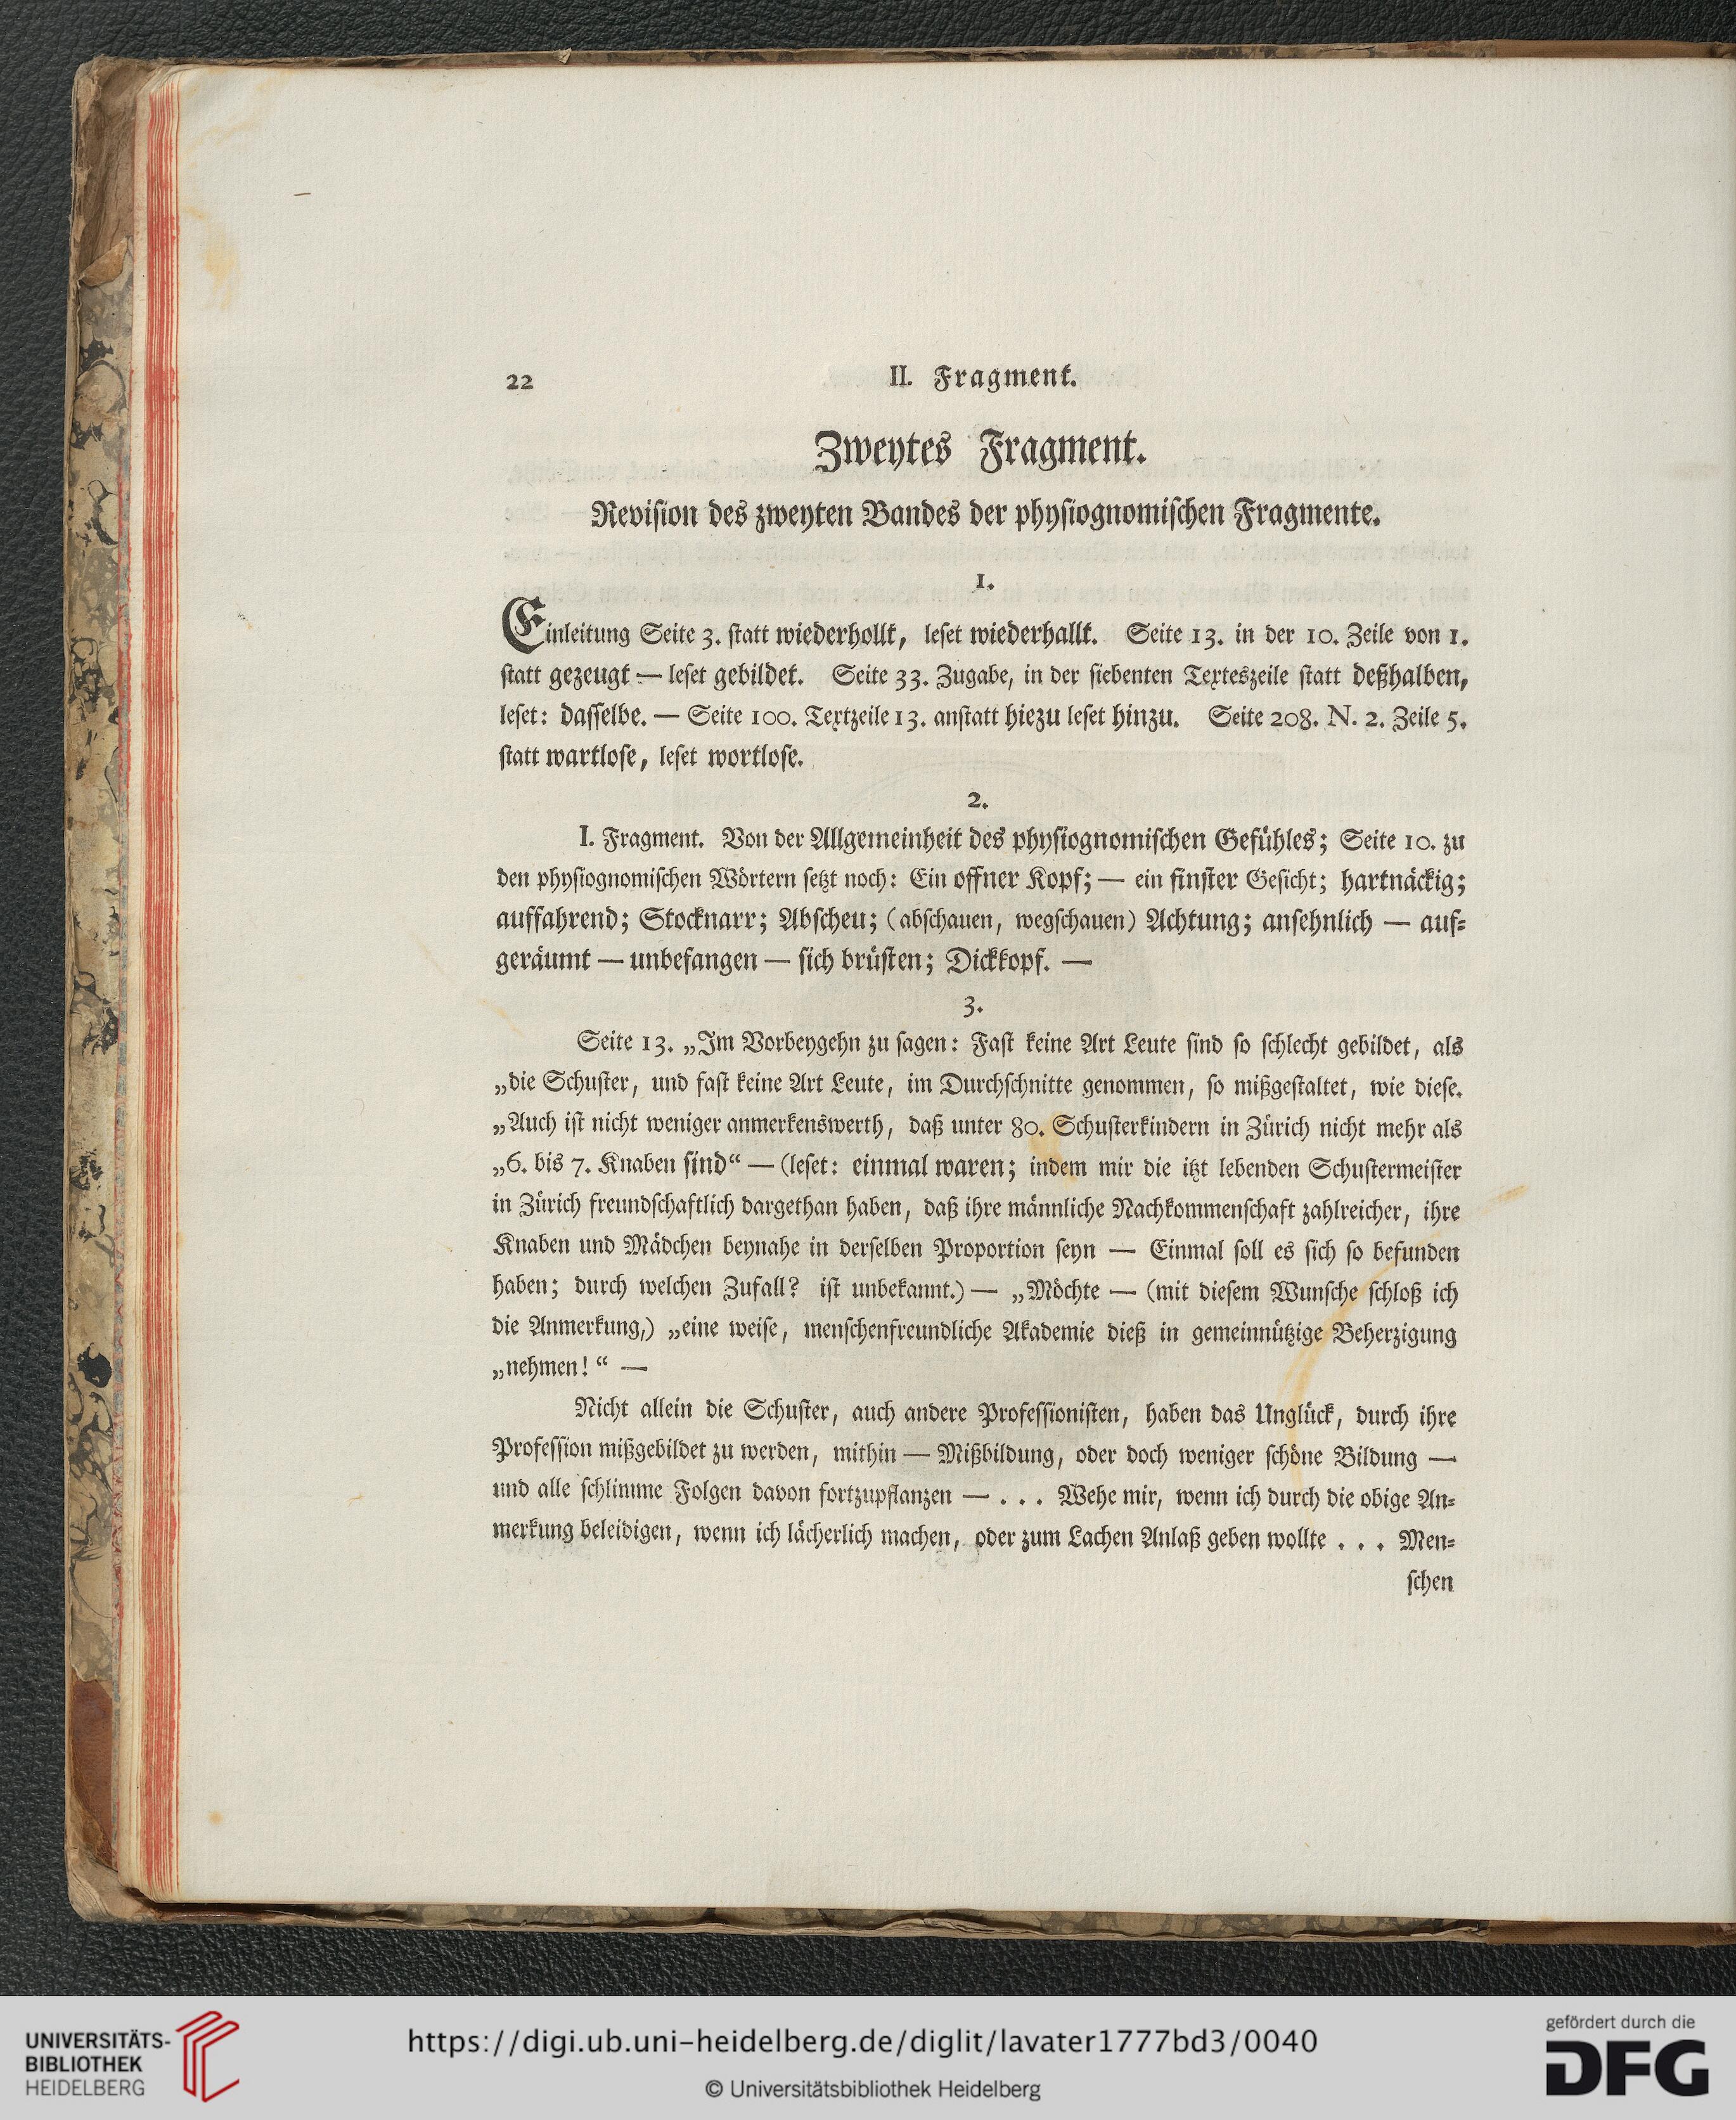 22
II. Fragment.
Zweytes Fragment.
Revision des zweyten Bandes der physiognomischen Fragmente.
1.
Einleitung Seite 3. statt wiederhollt, leset wiederhallt. Seite 13. in der 10. Zeile von 1.
statt gezeugt — leset gebildet. Seite 33. Zugabe, in der siebenten Texteszeile statt deßhalben,
leset: dasselbe. — Seite 100. Textzeile 13. anstatt hiezu leset hinzu. Seite 208. N. 2. Zeile 5.
statt wartlose, leset wortlose.
2.
I. Fragment. Von der Allgemeinheit des physiognomischen Gefühles; Seite 10. zu
den physiognomischen Wörtern setzt noch: Ein offner Kopf; — ein finster Gesicht; hartnäckig;
auffahrend; Stocknarr; Abscheu; (abschauen, wegschauen) Achtung; ansehnlich — auf-
geräumt — unbefangen — sich brüsten; Dickkopf. —
3.
Seite 13. „Im Vorbeygehn zu sagen: Fast keine Art Leute sind so schlecht gebildet, als
„die Schuster, und fast keine Art Leute, im Durchschnitte genommen, so mißgestaltet, wie diese.
„Auch ist nicht weniger anmerkenswerth, daß unter 80. Schusterkindern in Zürich nicht mehr als
„6. bis 7. Knaben sind“ — (leset: einmal waren; indem mir die itzt lebenden Schustermeister
in Zürich freundschaftlich dargethan haben, daß ihre männliche Nachkommenschaft zahlreicher, ihre
Knaben und Mädchen beynahe in derselben Proportion seyn — Einmal soll es sich so befunden
haben; durch welchen Zufall? ist unbekannt.) — „Möchte — (mit diesem Wunsche schloß ich
die Anmerkung,) „eine weise, menschenfreundliche Akademie dieß in gemeinnützige Beherzigung
„nehmen!“ —
Nicht allein die Schuster, auch andere Professionisten, haben das Unglück, durch ihre
Profession mißgebildet zu werden, mithin — Mißbildung, oder doch weniger schöne Bildung —
und alle schlimme Folgen davon fortzupflanzen — . . . Wehe mir, wenn ich durch die obige An-
merkung beleidigen, wenn ich lächerlich machen, oder zum Lachen Anlaß geben wollte . . . Men-
schen
UNIVERSITÄTS-
BIBLIOTHEK
HEIDELBERG
https://digi.ub.uni-heidelberg.de/diglit/lavater1777bd3/0040
© Universitätsbibliothek Heidelberg
gefördert durch die
DFG